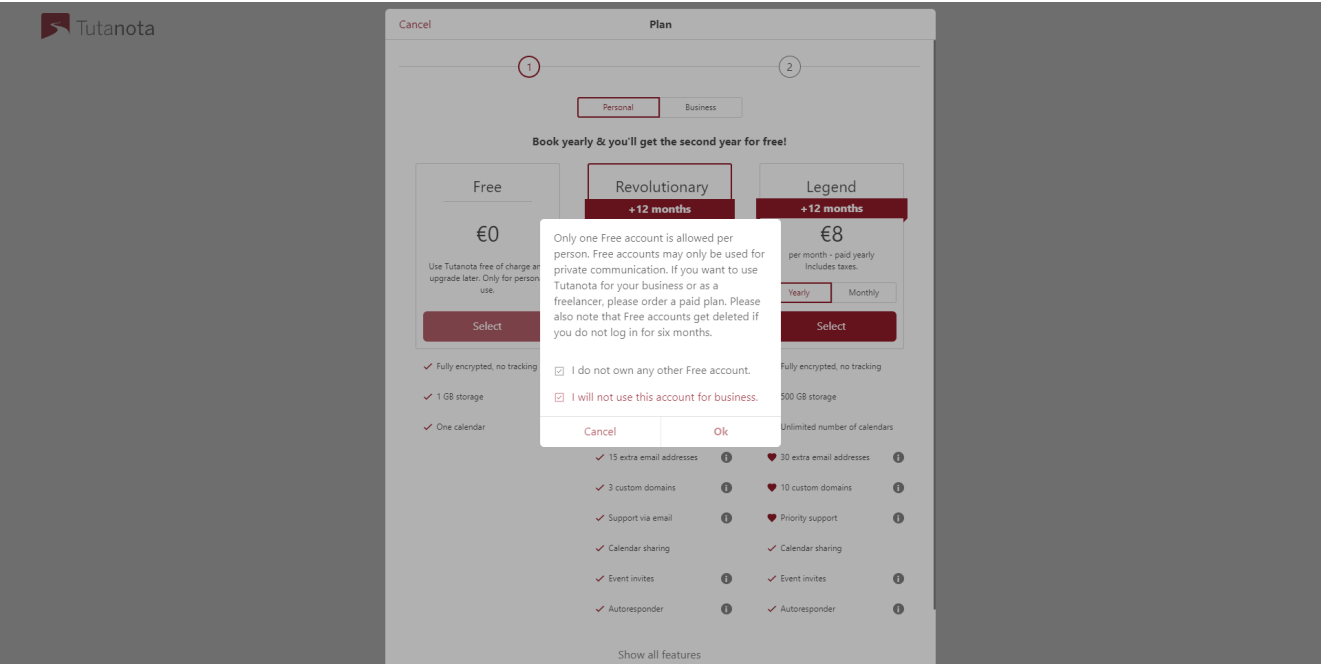 Tutanota
Cancel
Plan
1
2
Personal
Business
Book yearly & you'll get the second year for free!
Free
€0
Use Tutanota free of charge an
upgrade later. Only for person
use.
Select
Fully encrypted, no tracking
1 GB storage
One calendar
Revolutionary
+12 months
Legend
+12 months
€8
per month - paid yearly
Includes taxes.
Yearly
Monthly
Select
Only one Free account is allowed per
person. Free accounts may only be used for
private communication. If you want to use
Tutanota for your business or as a
freelancer, please order a paid plan. Please
also note that Free accounts get deleted if
you do not log in for six months.
I do not own any other Free account.
I will not use this account for business.
Cancel
Ok
15 extra email addresses
3 custom domains
Support via email
Calendar sharing
Event invites
Autoresponder
Fully encrypted, no tracking
500 GB storage
Unlimited number of calendars
30 extra email addresses
10 custom domains
Priority support
Calendar sharing
Event invites
Autoresponder
Show all features